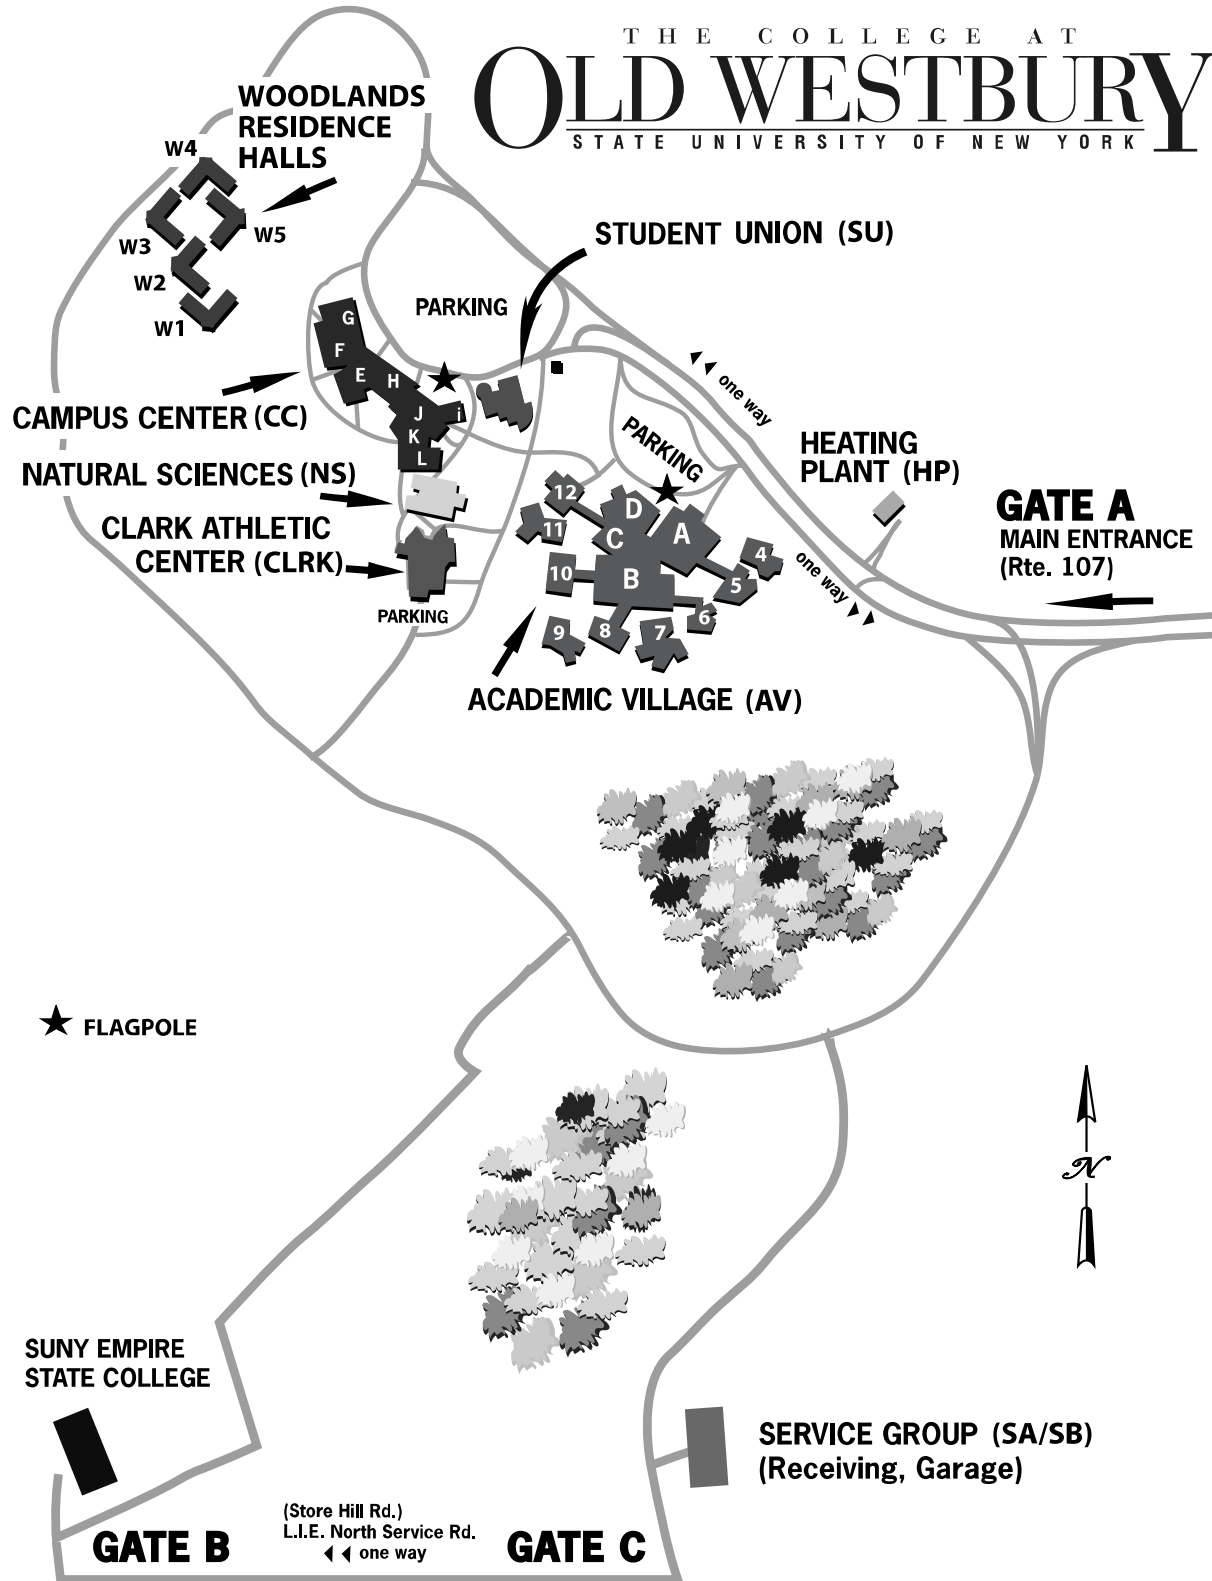 THE COLLEGE AT
OLD WESTBURY
STATE UNIVERSITY OF NEW YORK
WOODLANDS
RESIDENCE
HALLS
W4
W3
W5
W2
W1
STUDENT UNION (SU)
PARKING
G
F
E
H
J
i
K
L
CAMPUS CENTER (CC)
one way
PARKING
HEATING
PLANT (HP)
NATURAL SCIENCES (NS)
GATE A
MAIN ENTRANCE
(Rte. 107)
CLARK ATHLETIC
CENTER (CLRK)
PARKING
12
D
11
C
A
4
10
B
5
one way
6
9
8
7
ACADEMIC VILLAGE (AV)
FLAGPOLE
N
SUNY EMPIRE
STATE COLLEGE
SERVICE GROUP (SA/SB)
(Receiving, Garage)
(Store Hill Rd.)
L.I.E. North Service Rd.
one way
GATE B
GATE C